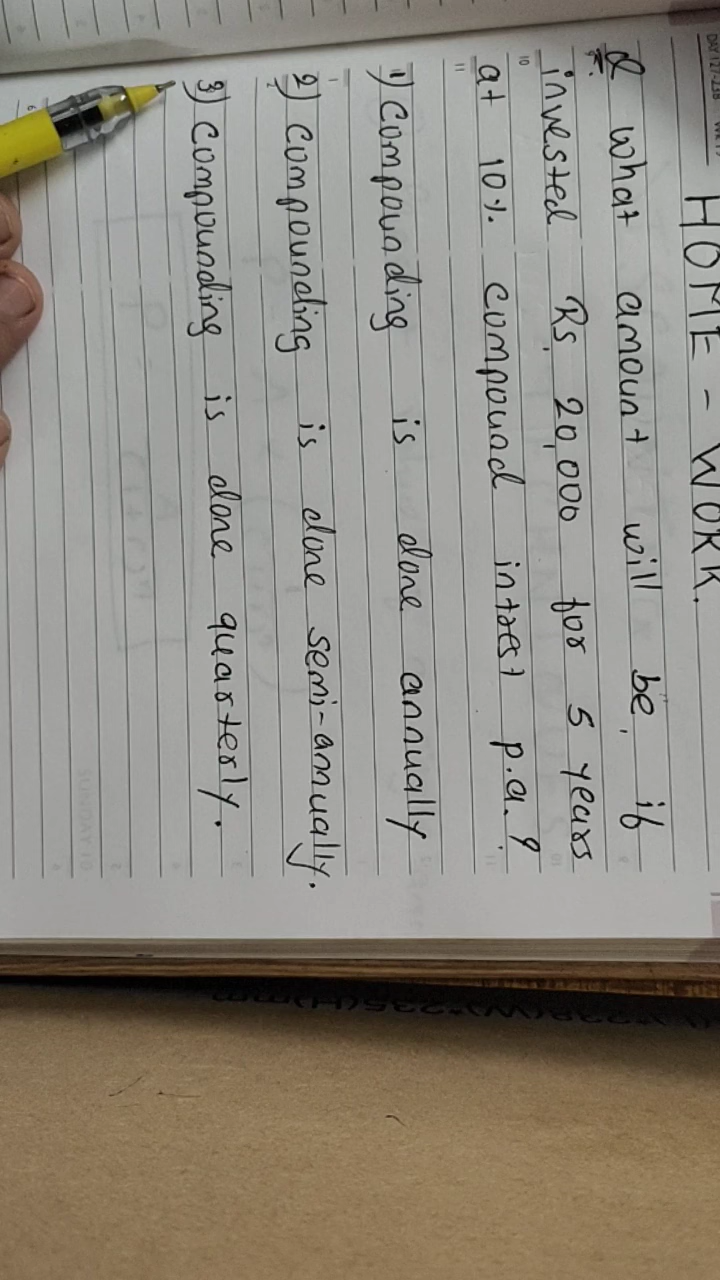 HOME - WORK.
Q. what amount will be, if
invested Rs. 20,000 for 5 years
at 10% compound intrest p.a.?
1) Compounding is done annually
2) Compounding is done semi-annually.
3) Compounding is done quarterly.